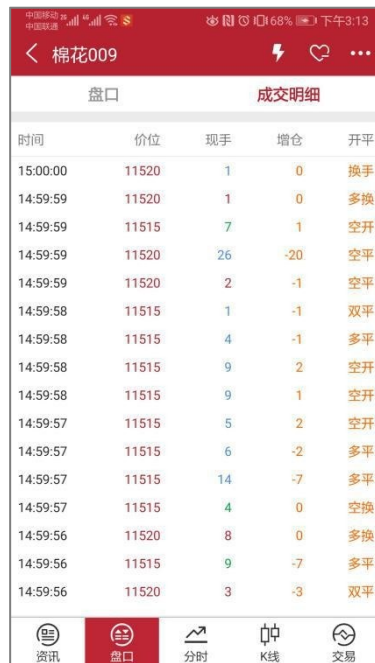 中国移动 26 46 68% 下午3:13
中国联通
棉花009
盘口 成交明细
时间 价位 现手 增仓 开平
15:00:00 11520 1 0 换手
14:59:59 11520 1 0 多换
14:59:59 11515 7 1 空开
14:59:59 11520 26 -20 空平
14:59:59 11520 2 -1 空平
14:59:58 11515 1 -1 双平
14:59:58 11515 4 -1 多平
14:59:58 11515 9 2 空开
14:59:58 11515 9 1 空开
14:59:57 11515 5 2 空开
14:59:57 11515 6 -2 多平
14:59:57 11515 14 -7 多平
14:59:57 11515 4 0 空换
14:59:56 11520 8 0 多换
14:59:56 11515 9 -7 多平
14:59:56 11520 3 -3 双平
资讯 盘口 分时 K线 交易